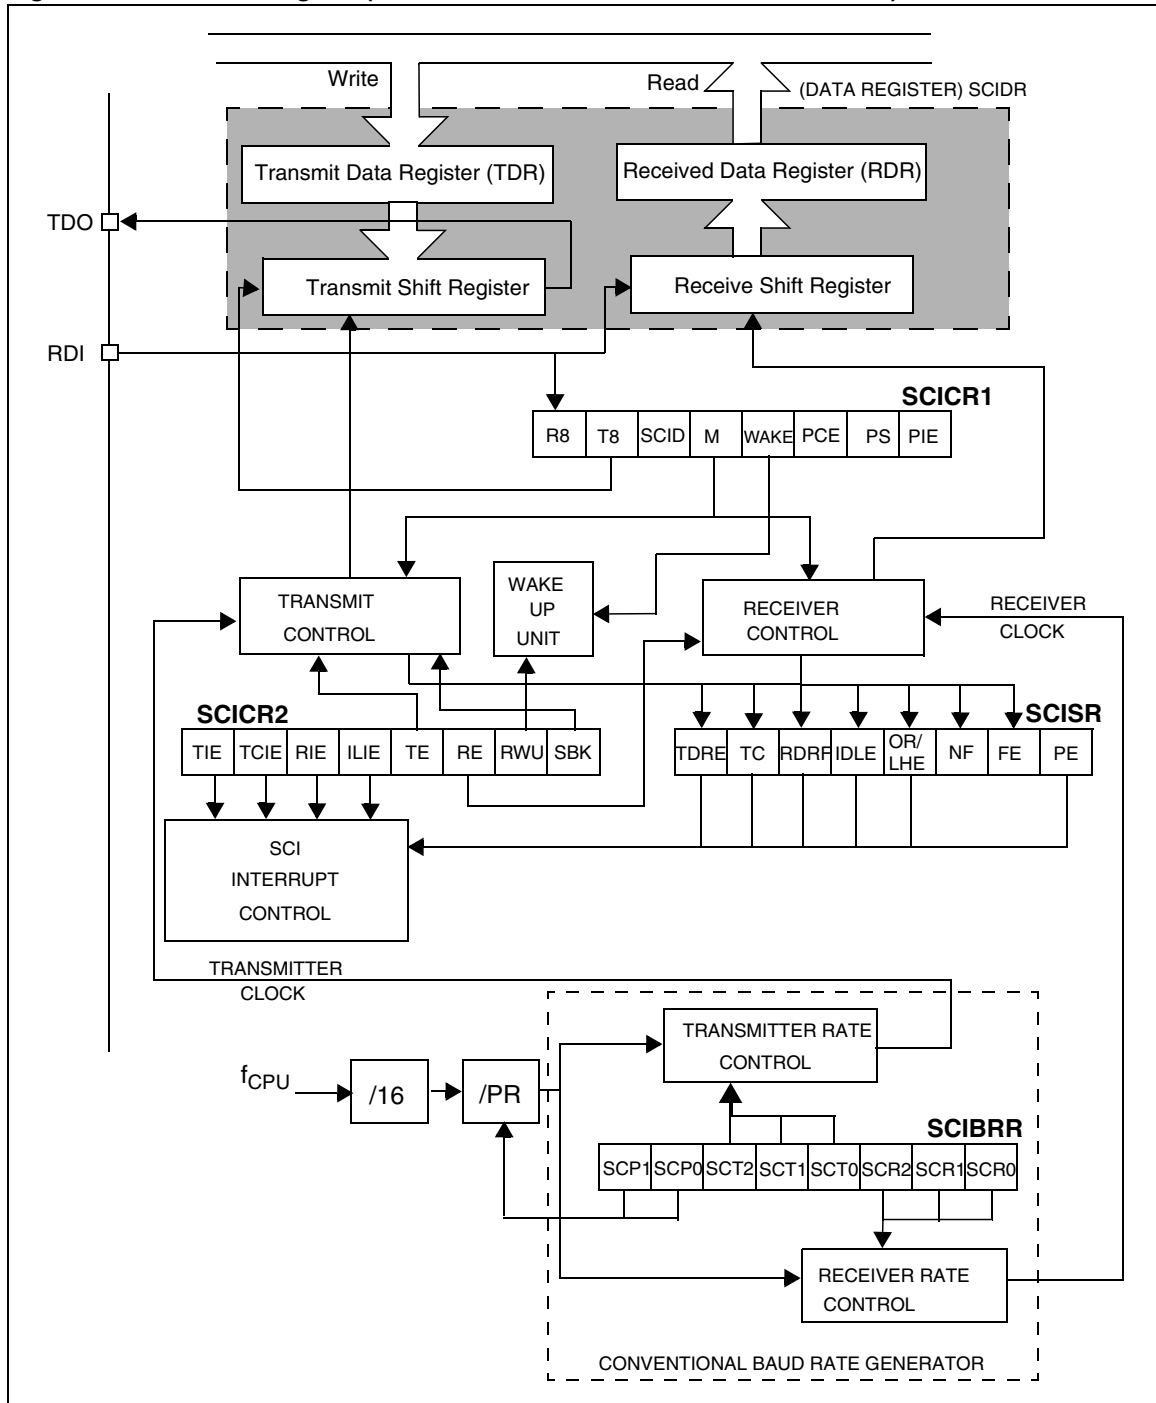 Write
Read
(DATA REGISTER) SCIDR
Transmit Data Register (TDR)
Received Data Register (RDR)
TDO
Transmit Shift Register
Receive Shift Register
RDI
SCICR1
R8 T8 SCID M WAKE PCE PS PIE
TRANSMIT
CONTROL
WAKE
UP
UNIT
RECEIVER
CONTROL
RECEIVER
CLOCK
SCICR2
SCISR
TIE TCIE RIE ILIE TE RE RWU SBK
TDRE TC RDRF IDLE OR/
LHE NF FE PE
SCI
INTERRUPT
CONTROL
TRANSMITTER
CLOCK
TRANSMITTER RATE
CONTROL
fCPU
/16
/PR
SCIBRR
SCP1 SCP0 SCT2 SCT1 SCT0 SCR2 SCR1 SCR0
RECEIVER RATE
CONTROL
CONVENTIONAL BAUD RATE GENERATOR